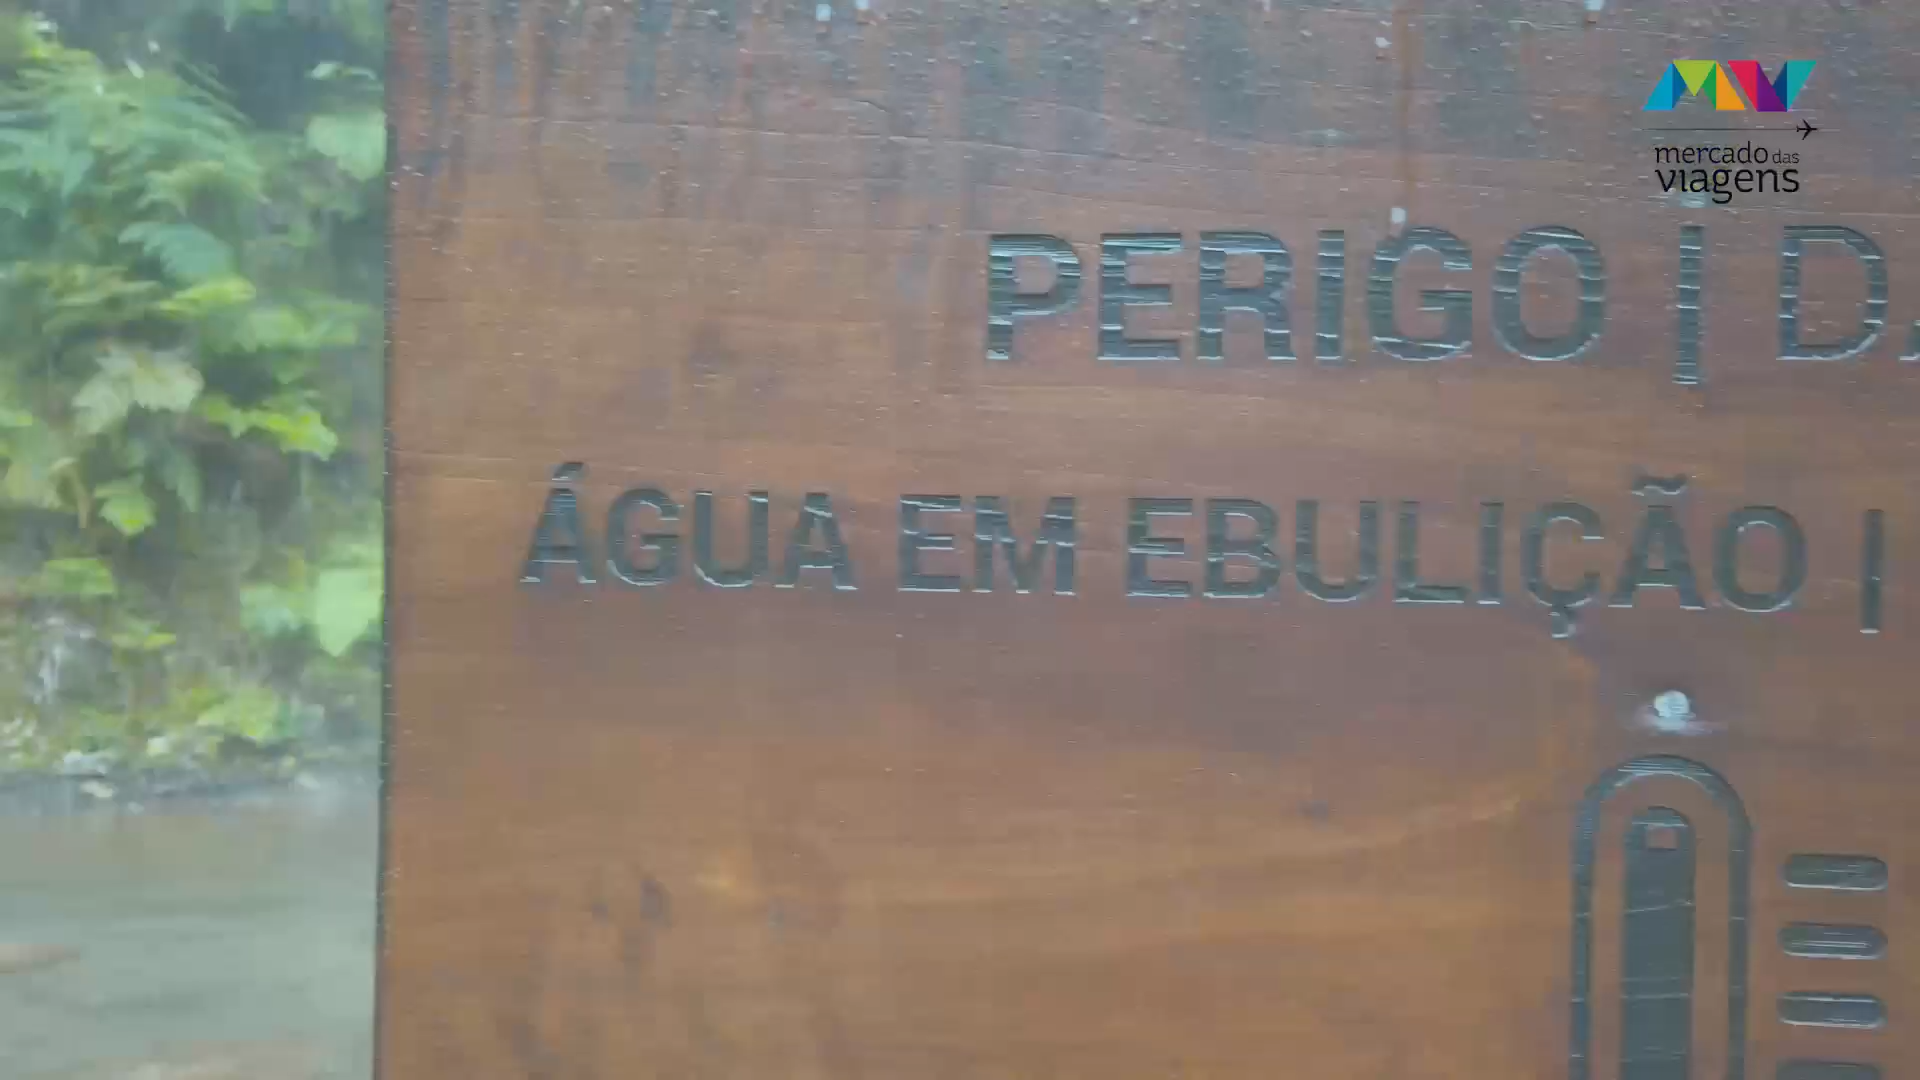 mercado das
viagens
PERIGO |
ÁGUA EM EBULIÇÃO |